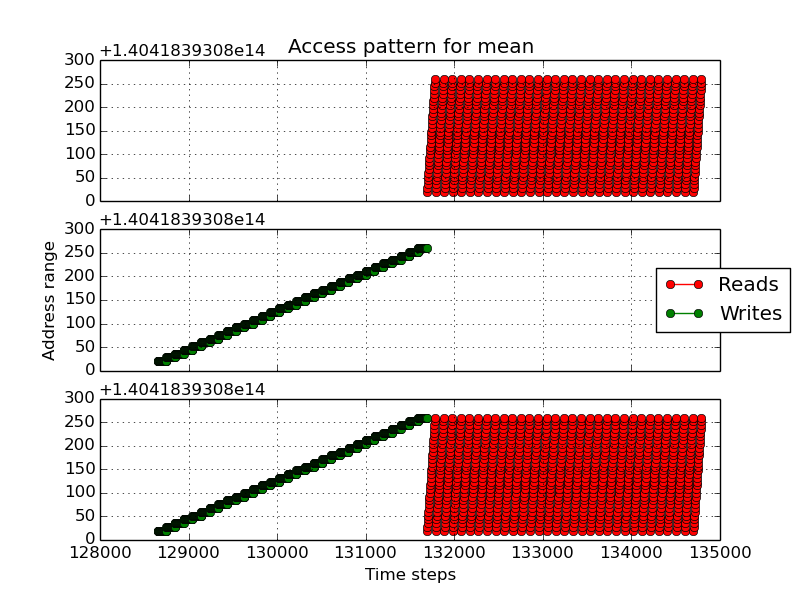 Access pattern for mean
+1.4041839308e14
300
250
200
150
100
50
0
+1.4041839308e14
300
250
200
150
100
50
0
Address range
Reads
Writes
+1.4041839308e14
300
250
200
150
100
50
0
128000 129000 130000 131000 132000 133000 134000 135000
Time steps